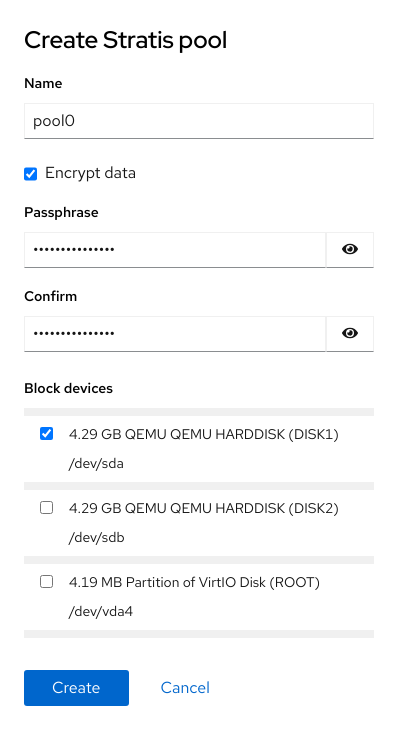 Create Stratis pool
Name
pool0
Encrypt data
Passphrase
•••••••••••••••
Confirm
•••••••••••••••
Block devices
4.29 GB QEMU QEMU HARDDISK (DISK1)
/dev/sda
4.29 GB QEMU QEMU HARDDISK (DISK2)
/dev/sdb
4.19 MB Partition of VirtIO Disk (ROOT)
/dev/vda4
Create Cancel